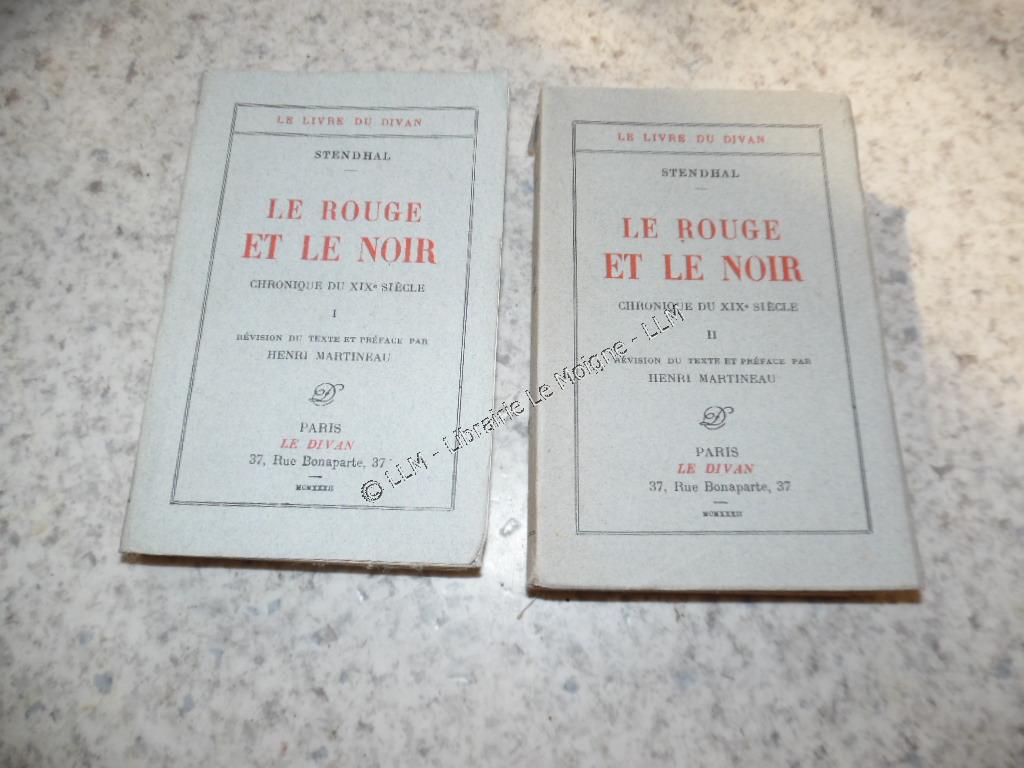 LE LIVRE DU DIVAN
STENDHAL
LE ROUGE
ET LE NOIR
CHRONIQUE DU XIXe SIÈCLE
I
RÉVISION DU TEXTE ET PRÉFACE PAR
HENRI MARTINEAU
D
PARIS
LE DIVAN
37, Rue Bonaparte, 37
MCMXXXII
LE LIVRE DU DIVAN
STENDHAL
LE ROUGE
ET LE NOIR
CHRONIQUE DU XIXe SIÈCLE
II
RÉVISION DU TEXTE ET PRÉFACE PAR
HENRI MARTINEAU
D
PARIS
LE DIVAN
37, Rue Bonaparte, 37
MCMXXXII
© LLM - Librairie Le Moigne - LLM